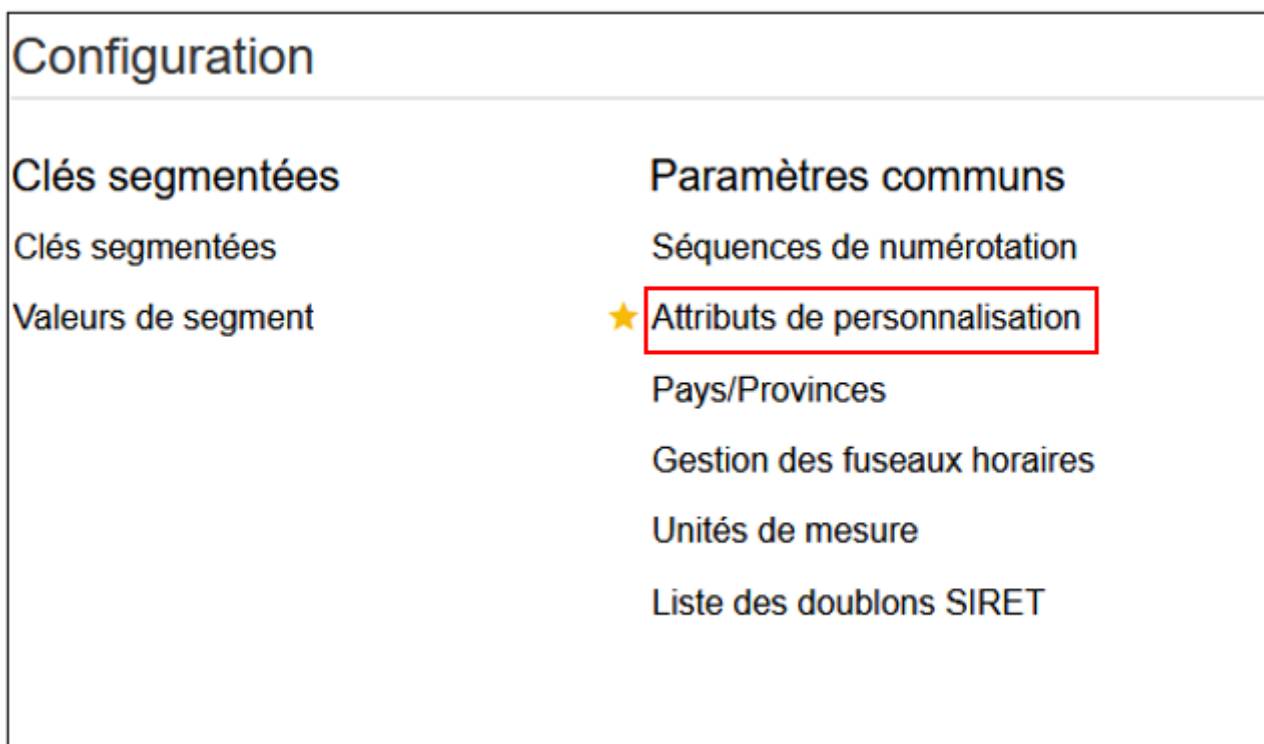 Configuration
Clés segmentées
Clés segmentées
Valeurs de segment
Paramètres communs
Séquences de numérotation
Attributs de personnalisation
Pays/Provinces
Gestion des fuseaux horaires
Unités de mesure
Liste des doublons SIRET